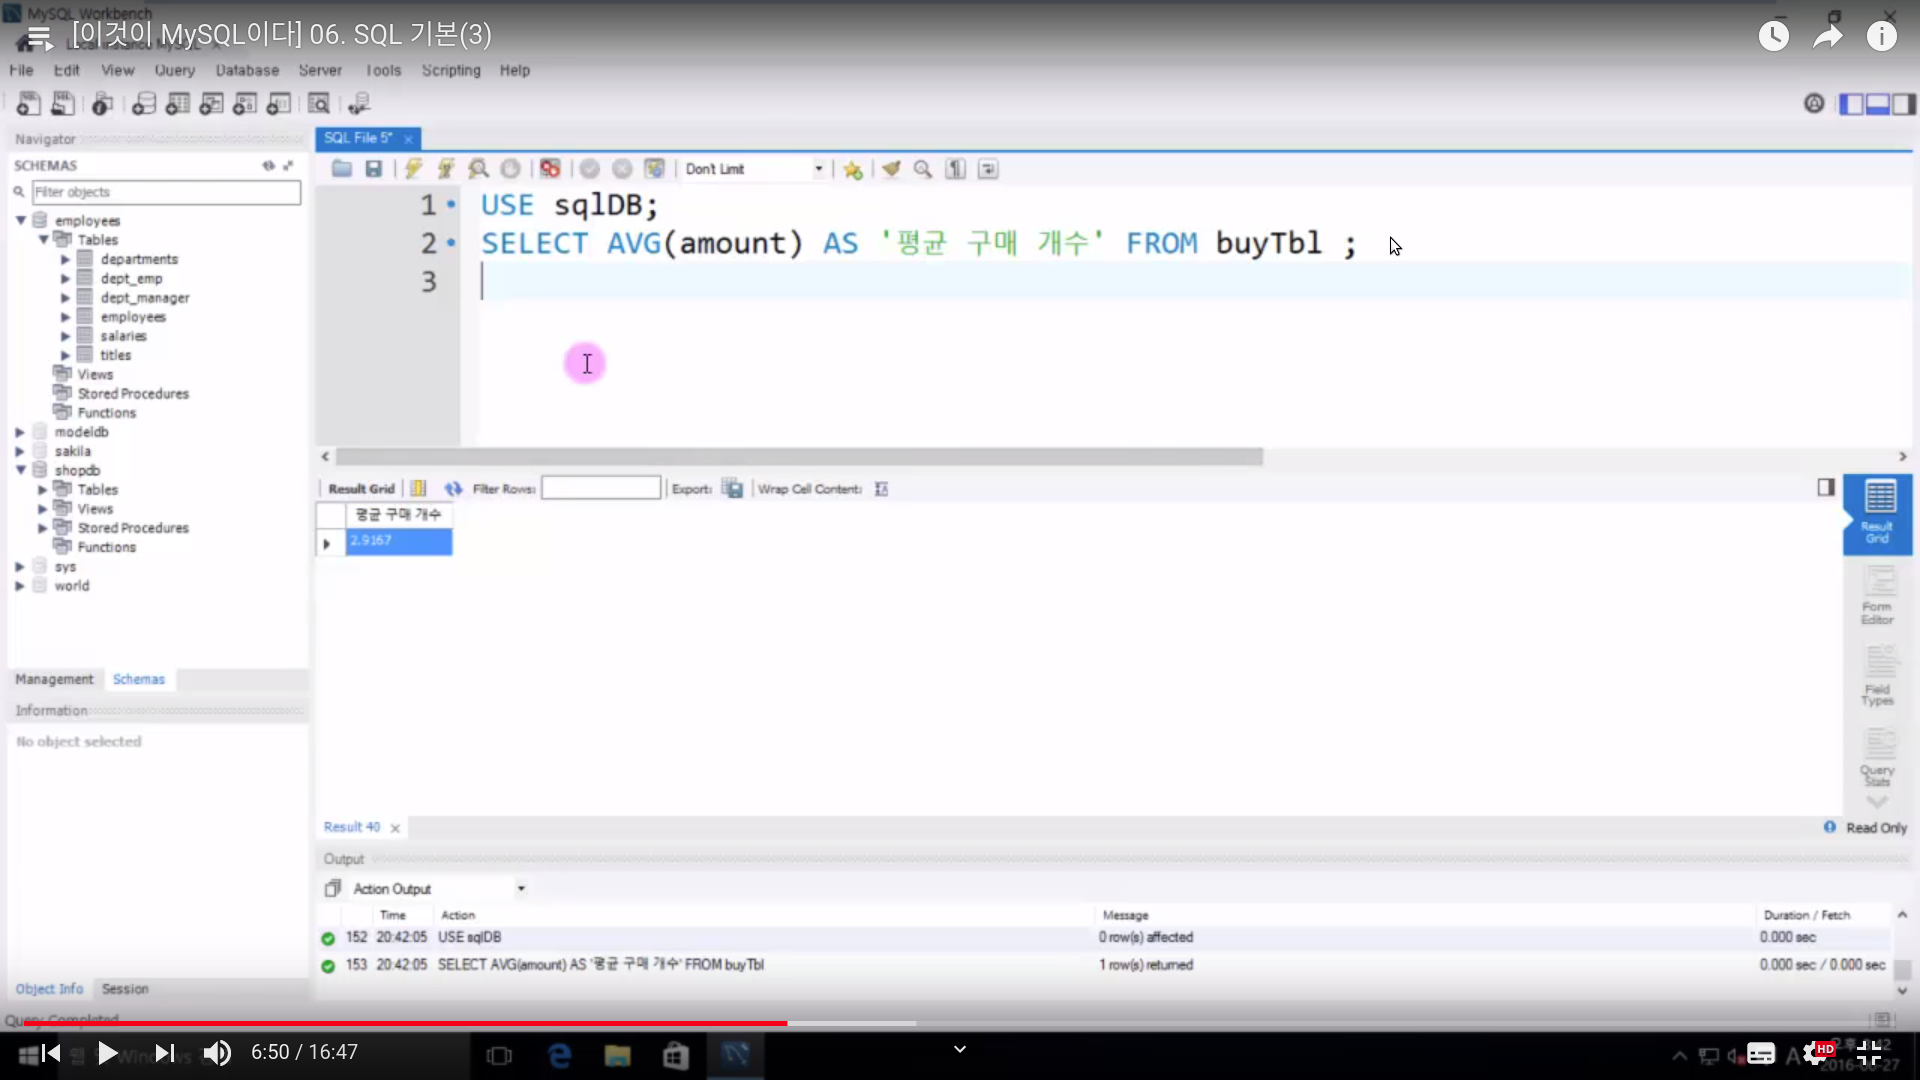 MySQL Workbench
[이것이 MySQL이다] 06. SQL 기본(3)
File Edit View Query Database Server Tools Scripting Help
Navigator
SQL File 5*
SCHEMAS
Don't Limit
Filter objects
1 USE sqlDB;
2 SELECT AVG(amount) AS '평균 구매 개수' FROM buyTbl ;
3
employees
Tables
departments
dept_emp
dept_manager
employees
salaries
titles
Views
Stored Procedures
Functions
modeldb
sakila
shopdb
Tables
Views
Stored Procedures
Functions
sys
world
Result Grid Filter Rows: Export: Wrap Cell Content:
평균 구매 개수
2.9167
Result Grid
Form Editor
Field Types
Query Stats
Management Schemas
Information
No object selected
Result 40
Read Only
Output
Action Output
Time Action Message Duration / Fetch
152 20:42:05 USE sqlDB 0 row(s) affected 0.000 sec
153 20:42:05 SELECT AVG(amount) AS '평균 구매 개수' FROM buyTbl 1 row(s) returned 0.000 sec / 0.000 sec
Object Info Session
Query Completed
6:50 / 16:47
HD